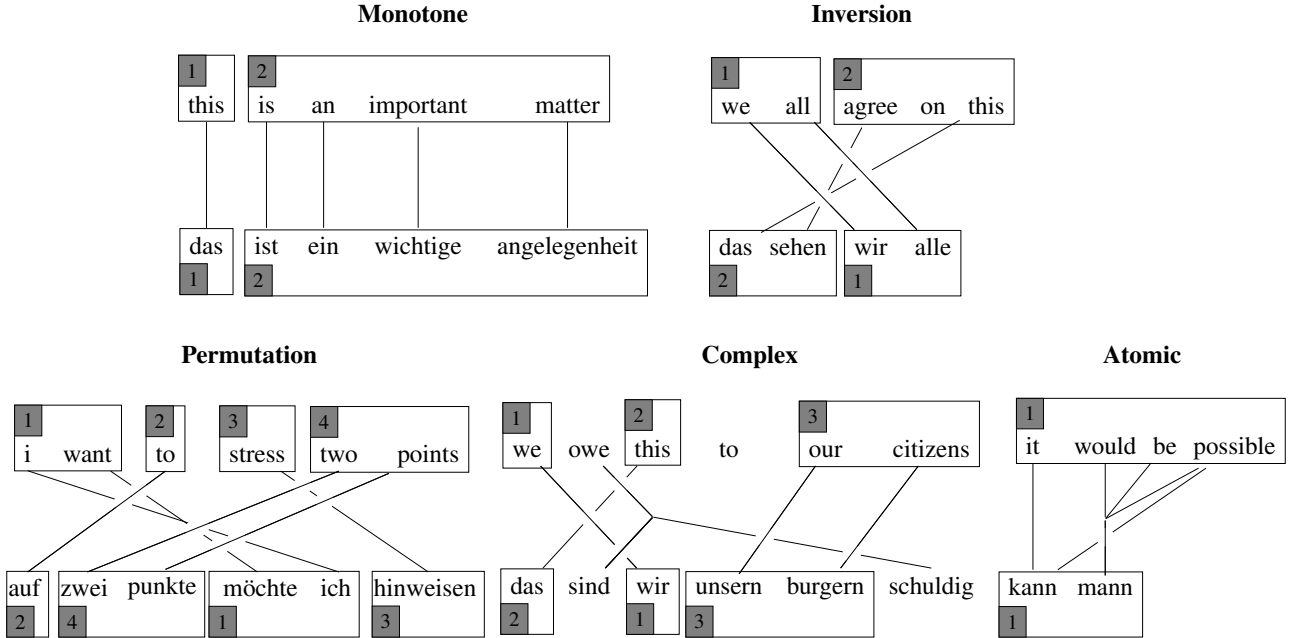 Monotone Inversion
1 2 1 2
this is an important matter we all agree on this
das ist ein wichtige angelegenheit das sehen wir alle
1 2 2 1
Permutation Complex Atomic
1 2 3 4 1 2 3 1
i want to stress two points we owe this to our citizens it would be possible
auf zwei punkte möchte ich hinweisen das sind wir unsern burgern schuldig kann mann
2 4 1 3 2 1 3 1